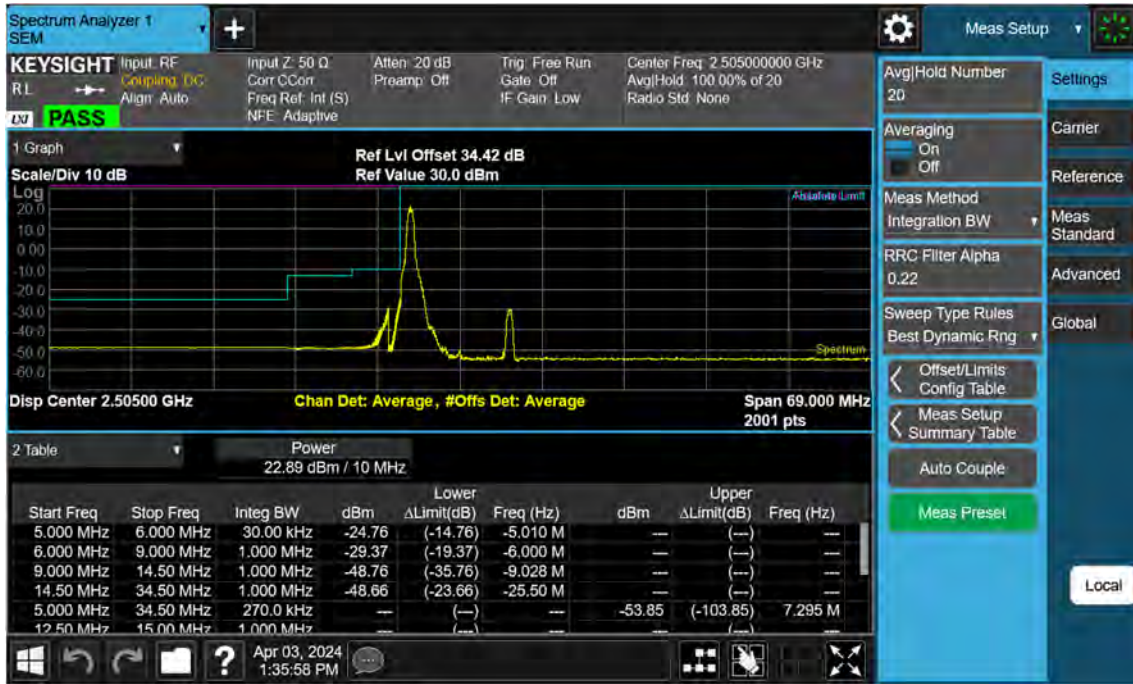 Spectrum Analyzer 1
SEM
+
Meas Setup
KEYSIGHT
RL
LXI
PASS
Input: RF
Coupling: DC
Align: Auto
Input Z: 50 Ω
Corr CCorr
Freq Ref: Int (S)
NFE: Adaptive
Atten: 20 dB
Preamp: Off
Trig: Free Run
Gate: Off
IF Gain: Low
Center Freq: 2.505000000 GHz
Avg|Hold: 100.00% of 20
Radio Std: None
1 Graph
Scale/Div 10 dB
Ref Lvl Offset 34.42 dB
Ref Value 30.0 dBm
Log
20.0
10.0
0.00
-10.0
-20.0
-30.0
-40.0
-50.0
-60.0
Absolute Limit
Spectrum
Disp Center 2.50500 GHz
Chan Det: Average, #Offs Det: Average
Span 69.000 MHz
2001 pts
2 Table
Power
22.89 dBm / 10 MHz
Lower Upper
Start Freq Stop Freq Integ BW dBm ΔLimit(dB) Freq (Hz) dBm ΔLimit(dB) Freq (Hz)
5.000 MHz 6.000 MHz 30.00 kHz -24.76 (-14.76) -5.010 M --- (---) ---
6.000 MHz 9.000 MHz 1.000 MHz -29.37 (-19.37) -6.000 M --- (---) ---
9.000 MHz 14.50 MHz 1.000 MHz -48.76 (-35.76) -9.028 M --- (---) ---
14.50 MHz 34.50 MHz 1.000 MHz -48.66 (-23.66) -25.50 M --- (---) ---
5.000 MHz 34.50 MHz 270.0 kHz --- (---) --- -53.85 (-103.85) 7.295 M
12.50 MHz 15.00 MHz 1.000 MHz --- (---) --- --- (---) ---
?
Apr 03, 2024
1:35:58 PM
Avg|Hold Number
20
Averaging
On
Off
Meas Method
Integration BW
RRC Filter Alpha
0.22
Sweep Type Rules
Best Dynamic Rng
Offset/Limits
Config Table
Meas Setup
Summary Table
Auto Couple
Meas Preset
Settings
Carrier
Reference
Meas
Standard
Advanced
Global
Local